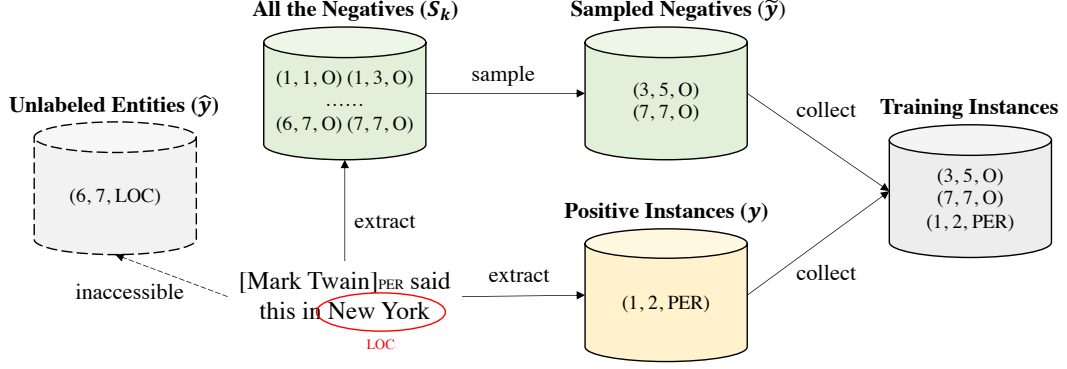 All the Negatives (S_k)
(1, 1, O) (1, 3, O)
......
(6, 7, O) (7, 7, O)
sample
Sampled Negatives (ỹ)
(3, 5, O)
(7, 7, O)
collect
Unlabeled Entities (ŷ)
(6, 7, LOC)
Training Instances
(3, 5, O)
(7, 7, O)
(1, 2, PER)
extract
inaccessible
[Mark Twain]PER said
this in New York
LOC
extract
Positive Instances (y)
(1, 2, PER)
collect